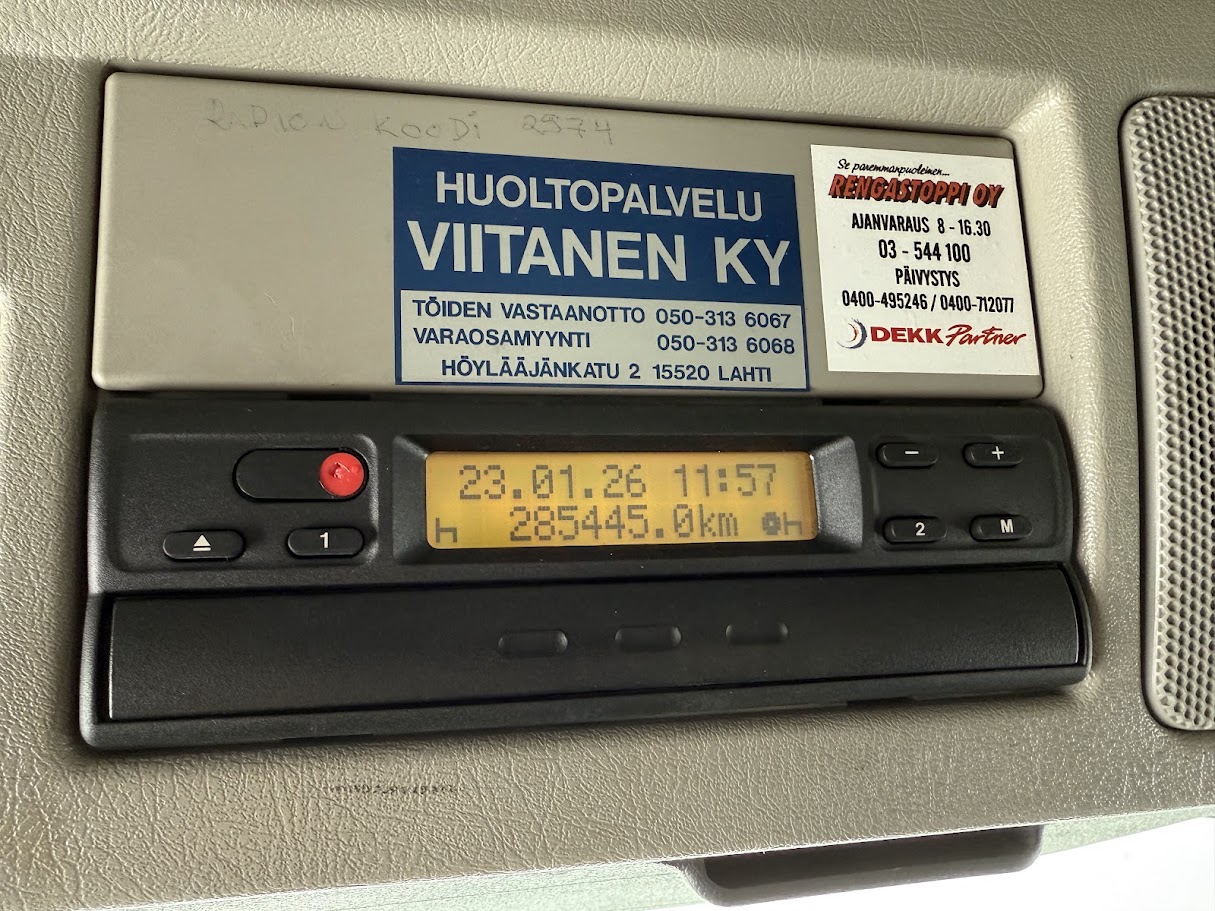 RADION KOODi 2974
HUOLTOPALVELU
VIITANEN KY
TÖIDEN VASTAANOTTO 050-313 6067
VARAOSAMYYNTI 050-313 6068
HÖYLÄÄJÄNKATU 2 15520 LAHTI
Se paremmanpuoleinen...
RENGASTOPPI OY
AJANVARAUS 8 - 16.30
03 - 544 100
PÄIVYSTYS
0400-495246 / 0400-712077
DEKK Partner
23.01.26 11:57
h 285445.0km h
1
- +
2 M